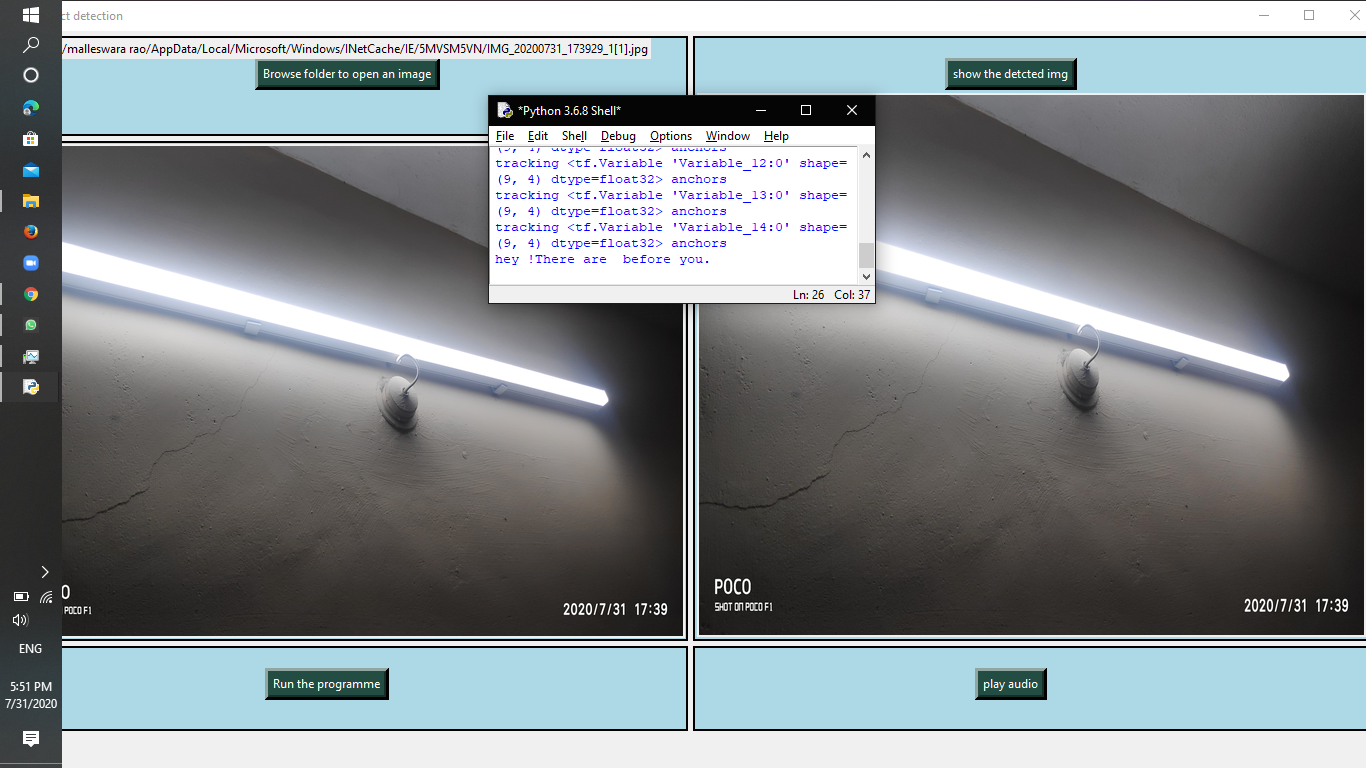 ct detection
/malleswara rao/AppData/Local/Microsoft/Windows/INetCache/IE/5MVSM5VN/IMG_20200731_173929_1[1].jpg
Browse folder to open an image
show the detcted img
*Python 3.6.8 Shell*
File Edit Shell Debug Options Window Help
(9, 4) dtype=float32> anchors
tracking <tf.Variable 'Variable_12:0' shape=
(9, 4) dtype=float32> anchors
tracking <tf.Variable 'Variable_13:0' shape=
(9, 4) dtype=float32> anchors
tracking <tf.Variable 'Variable_14:0' shape=
(9, 4) dtype=float32> anchors
hey !There are  before you.
Ln: 26 Col: 37
O
POCO F1
2020/7/31 17:39
POCO
SHOT ON POCO F1
2020/7/31 17:39
Run the programme
play audio
ENG
5:51 PM
7/31/2020